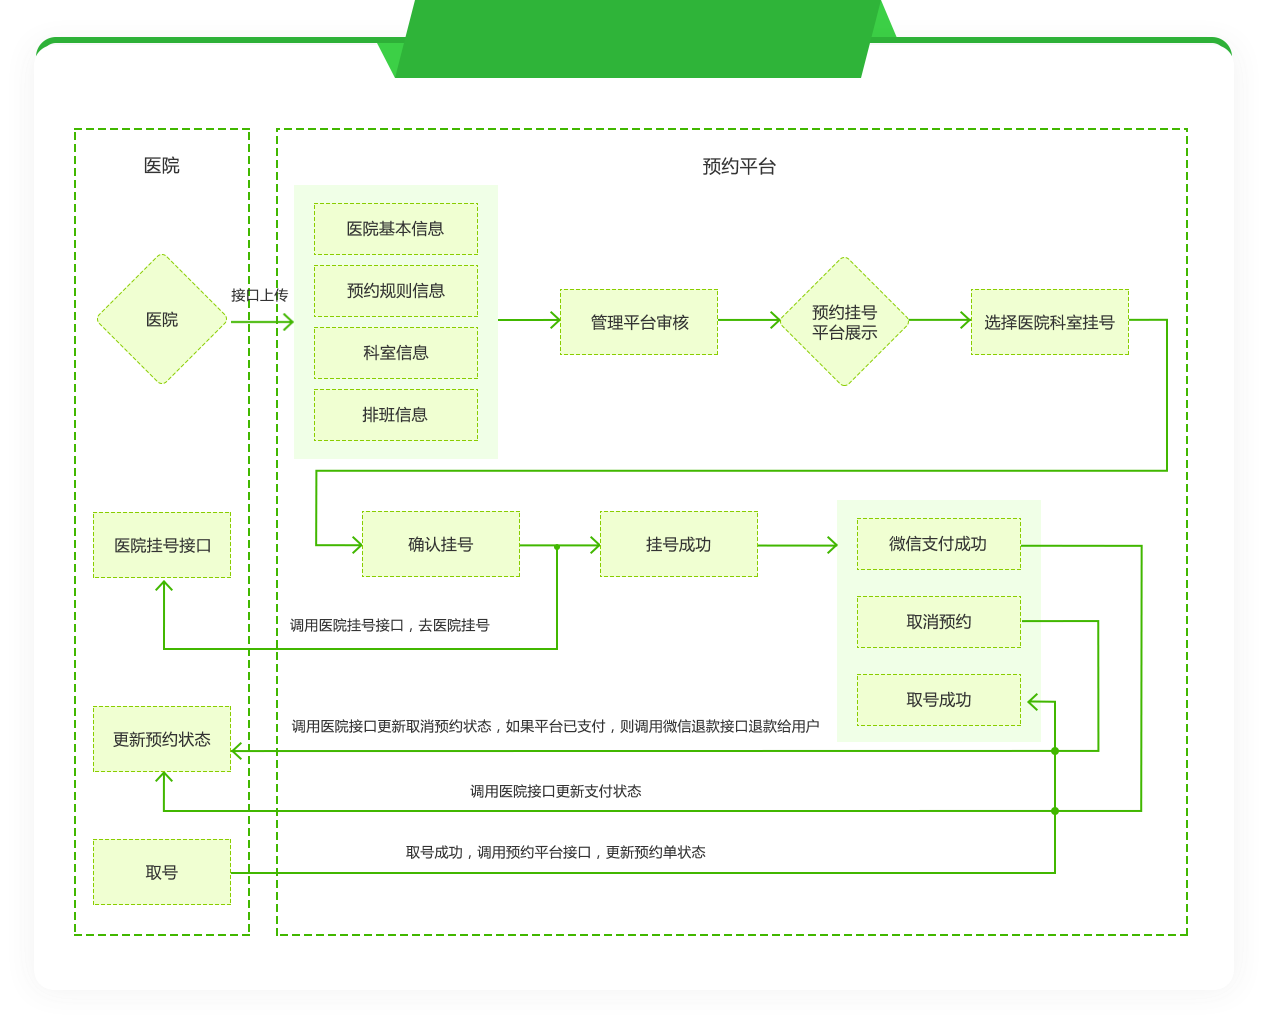 医院
预约平台
医院基本信息
预约规则信息
科室信息
排班信息
医院
接口上传
管理平台审核
预约挂号
平台展示
选择医院科室挂号
医院挂号接口
确认挂号
挂号成功
微信支付成功
取消预约
取号成功
调用医院挂号接口，去医院挂号
更新预约状态
调用医院接口更新取消预约状态，如果平台已支付，则调用微信退款接口退款给用户
调用医院接口更新支付状态
取号
取号成功，调用预约平台接口，更新预约单状态